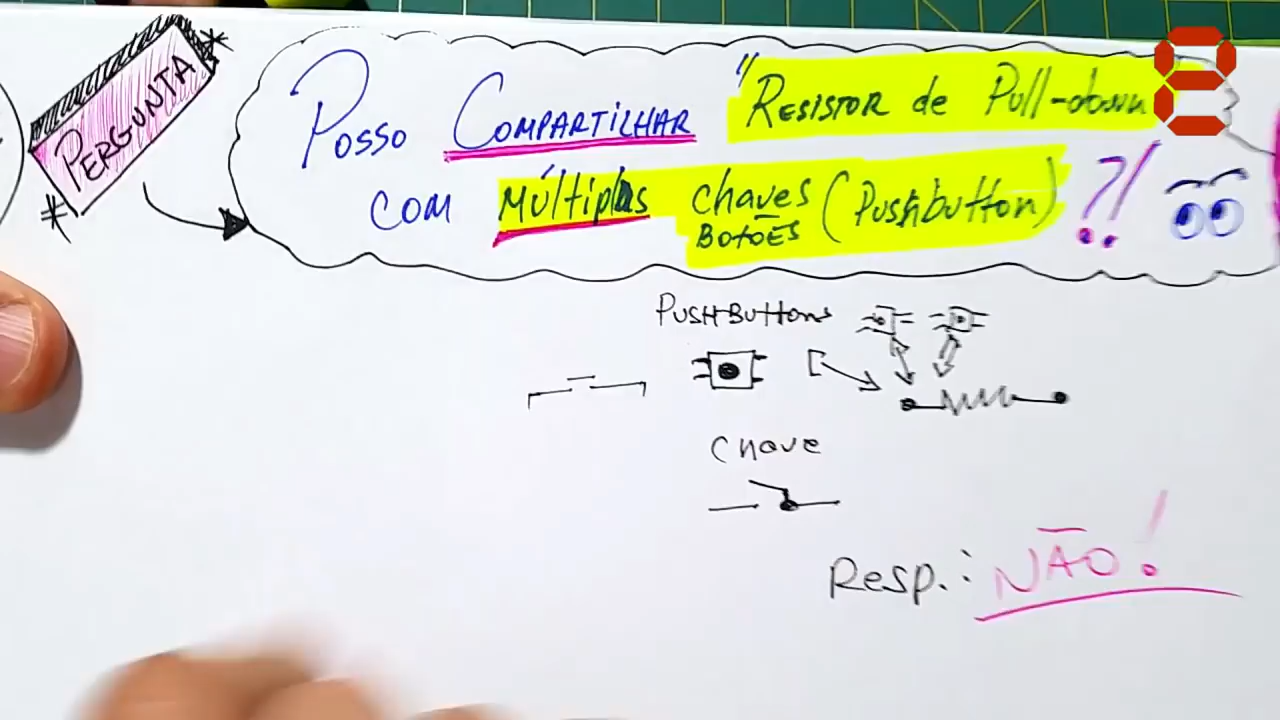 PERGUNTA
Posso COMPARTILHAR "RESISTOR de Pull-down
COM MÚltiplas chaves (Pushbutton) ?!
BOTÕES
PUSHBUTTONS
Chave
Resp.: NÃO!